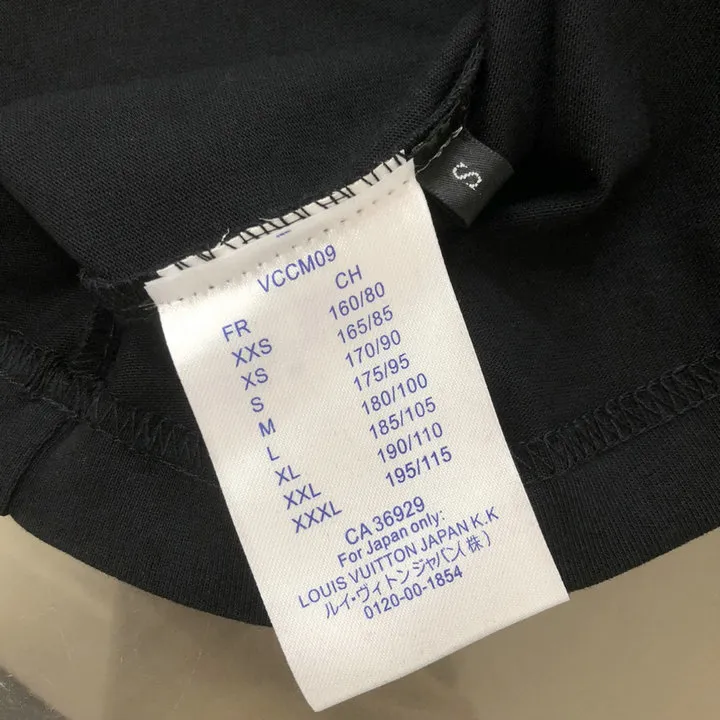 S
VCCM09
FR CH
XXS 160/80
XS 165/85
S 170/90
M 175/95
L 180/100
XL 185/105
XXL 190/110
XXXL 195/115
CA 36929
For Japan only:
LOUIS VUITTON JAPAN K.K
ルイ・ヴィトン ジャパン(株)
0120-00-1854